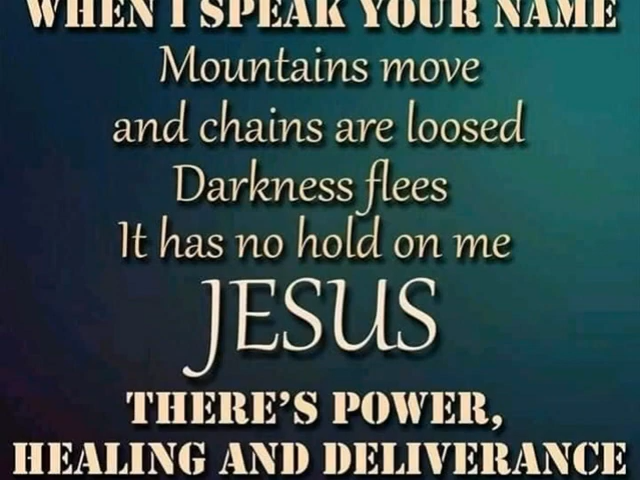 WHEN I SPEAK YOUR NAME
Mountains move
and chains are loosed
Darkness flees
It has no hold on me
JESUS
THERE'S POWER,
HEALING AND DELIVERANCE